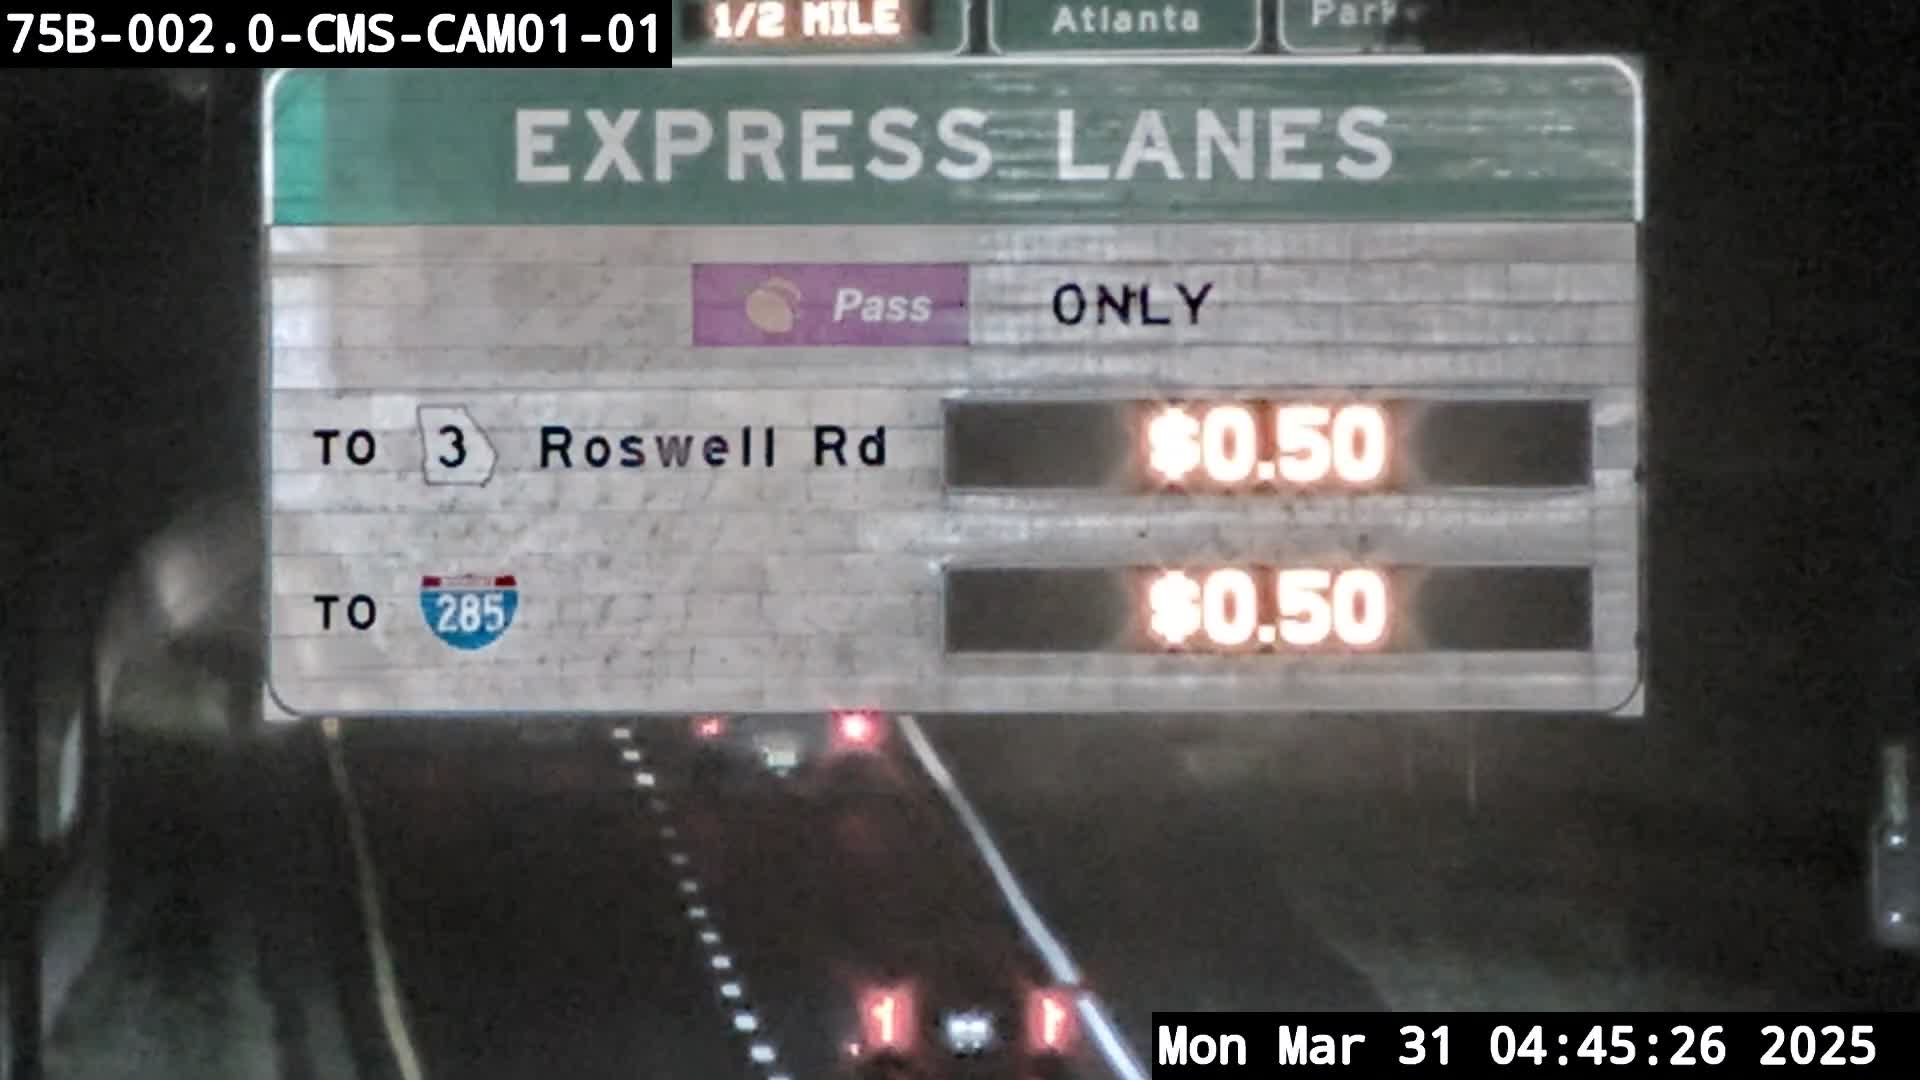 75B-002.0-CMS-CAM01-01
1/2 MILE
Atlanta
Park
EXPRESS LANES
Pass ONLY
TO 3 Roswell Rd $0.50
TO 285 $0.50
Mon Mar 31 04:45:26 2025